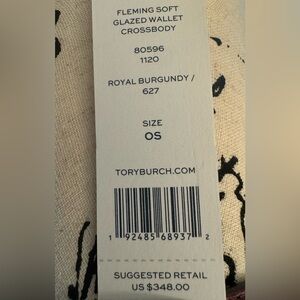 FLEMING SOFT
GLAZED WALLET
CROSSBODY
80596
1120
ROYAL BURGUNDY /
627
SIZE
OS
TORYBURCH.COM
1 92485 68937 2
SUGGESTED RETAIL
US $348.00